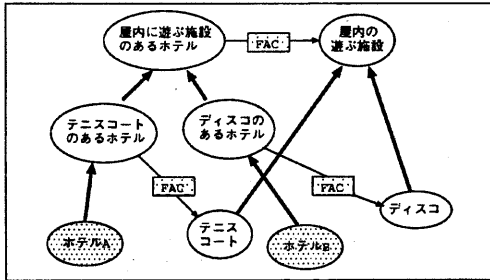 屋内に遊ぶ施設
のあるホテル
FAC
屋内の
遊ぶ施設
テニスコート
のあるホテル
ディスコの
あるホテル
FAC
FAC
ホテルA
テニス
コート
ホテルB
ディスコ